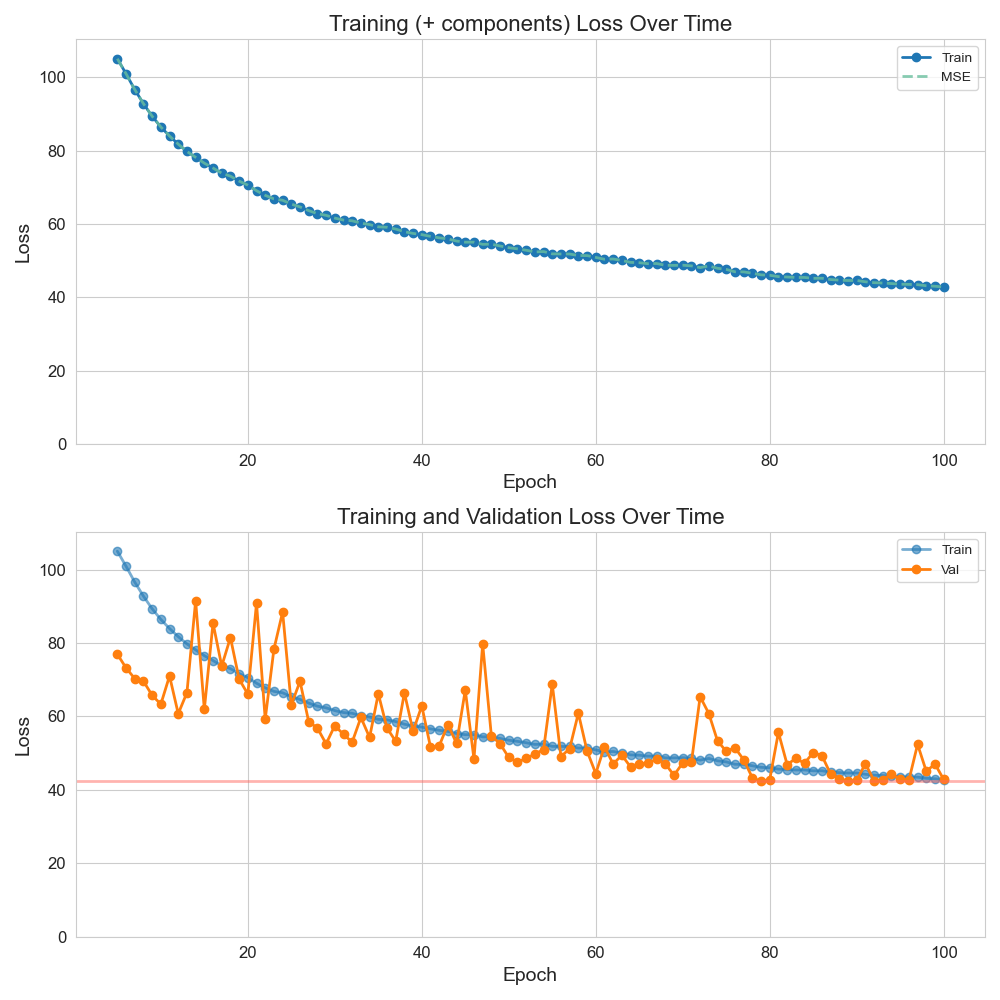 Training (+ components) Loss Over Time
Train
MSE
Loss
100
80
60
40
20
0
20 40 60 80 100
Epoch
Training and Validation Loss Over Time
Train
Val
Loss
100
80
60
40
20
0
20 40 60 80 100
Epoch